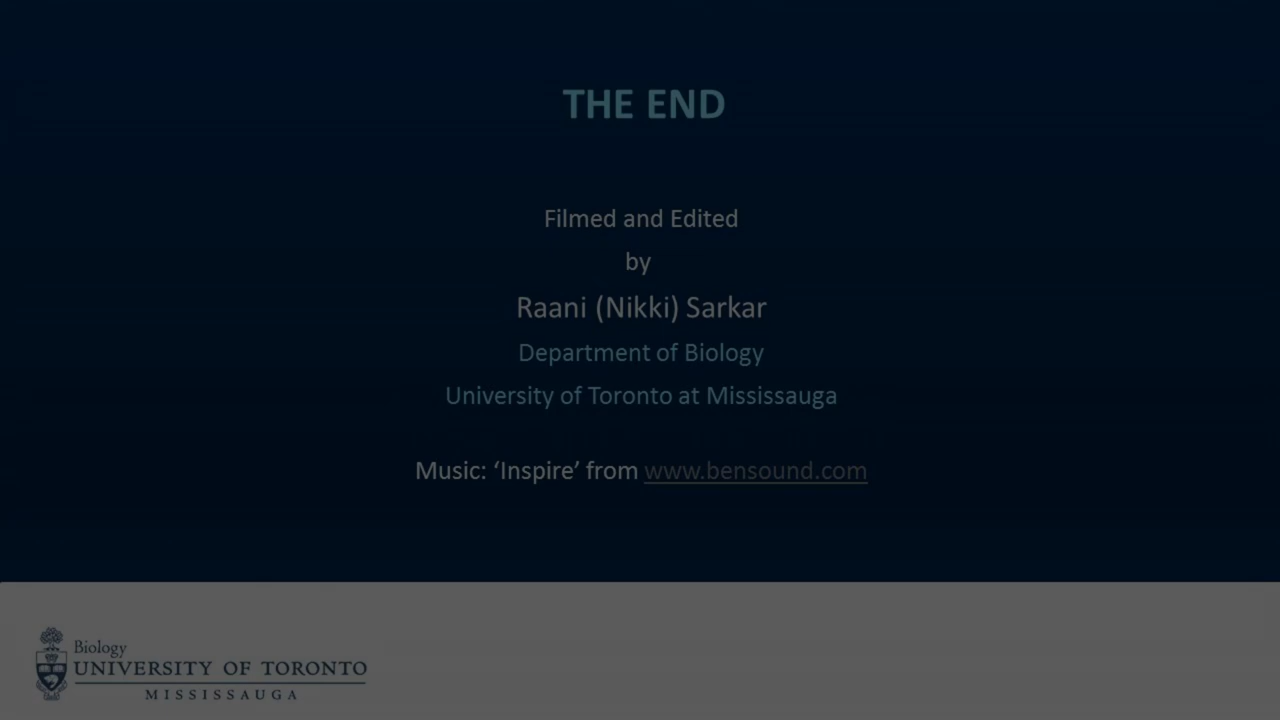 THE END
Filmed and Edited
by
Raani (Nikki) Sarkar
Department of Biology
University of Toronto at Mississauga
Music: ‘Inspire’ from www.bensound.com
Biology
UNIVERSITY OF TORONTO
MISSISSAUGA